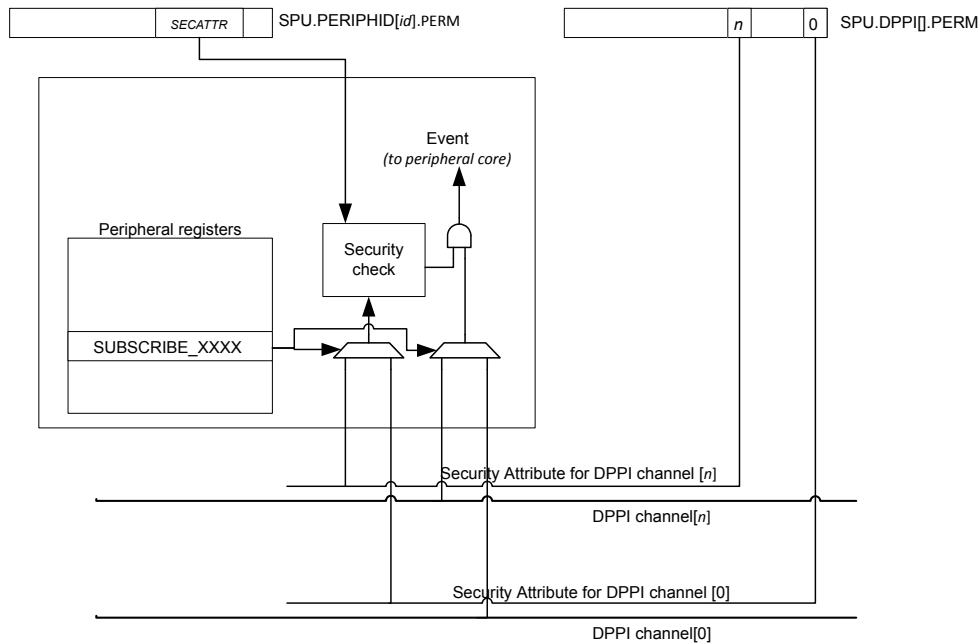 SECATTR
SPU.PERIPHID[id].PERM
n
0
SPU.DPPI[].PERM
Event
(to peripheral core)
Peripheral registers
Security
check
SUBSCRIBE_XXXX
Security Attribute for DPPI channel [n]
DPPI channel[n]
Security Attribute for DPPI channel [0]
DPPI channel[0]